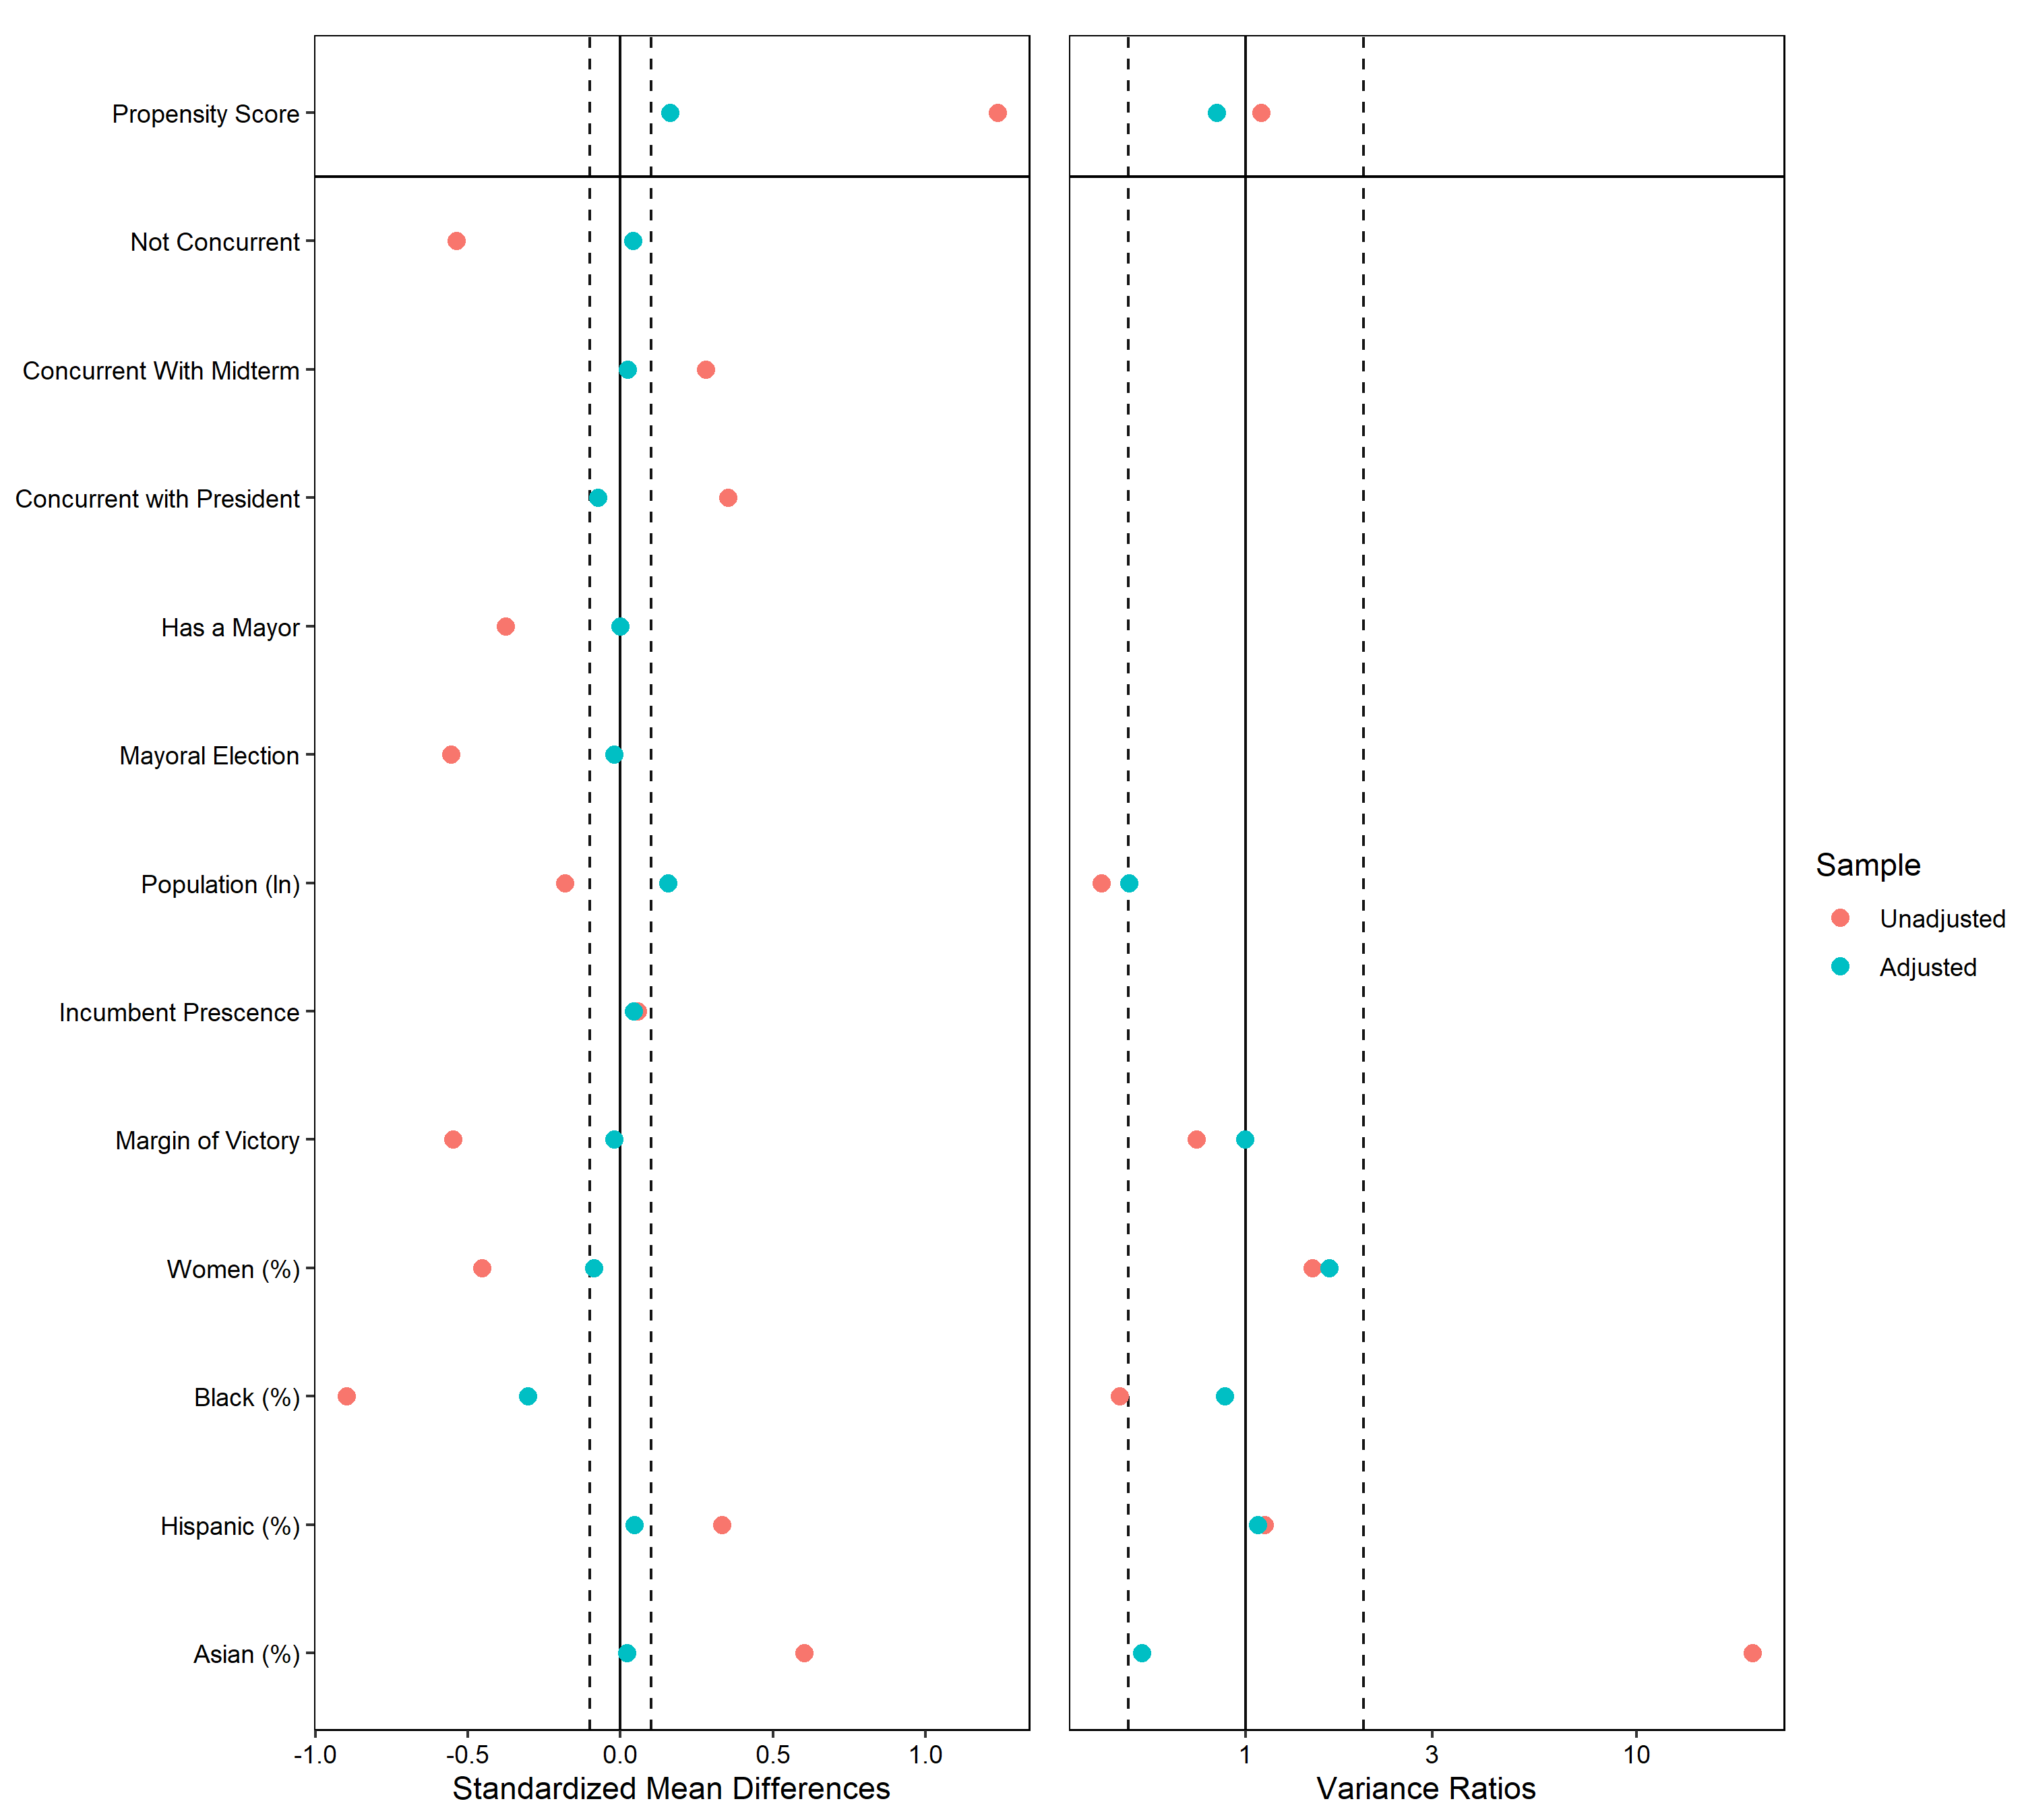 Propensity Score
Not Concurrent
Concurrent With Midterm
Concurrent with President
Has a Mayor
Mayoral Election
Population (ln)
Incumbent Prescence
Margin of Victory
Women (%)
Black (%)
Hispanic (%)
Asian (%)
-1.0 -0.5 0.0 0.5 1.0
Standardized Mean Differences
1 3 10
Variance Ratios
Sample
Unadjusted
Adjusted